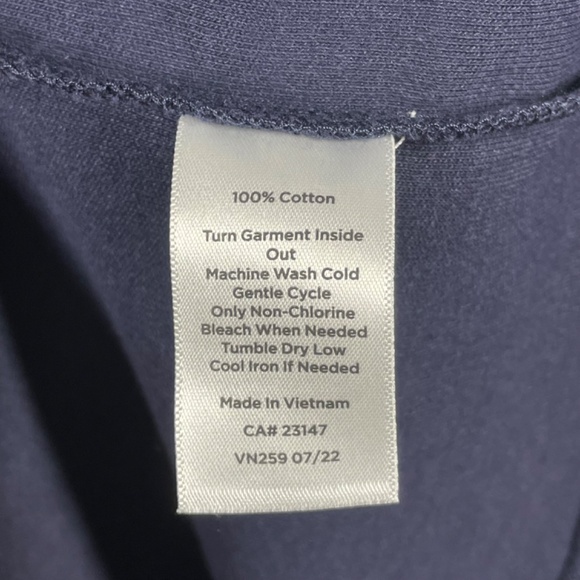 100% Cotton
Turn Garment Inside
Out
Machine Wash Cold
Gentle Cycle
Only Non-Chlorine
Bleach When Needed
Tumble Dry Low
Cool Iron If Needed
Made In Vietnam
CA# 23147
VN259 07/22